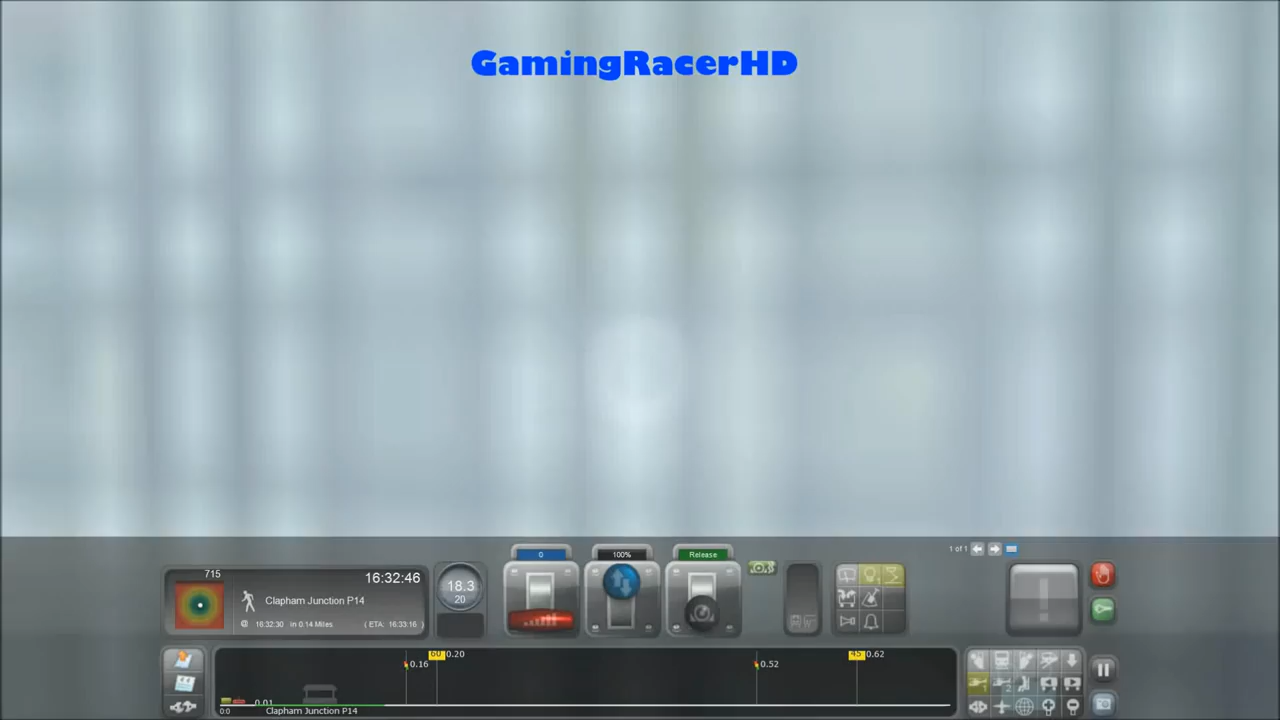 GamingRacerHD
1 of 1
0
100%
Release
715
16:32:46
Clapham Junction P14
@ 16:32:30 in 0.14 Miles ( ETA: 16:33:16 )
18.3
20
60 0.20
45 0.62
0.16
0.52
0.01
0.0
Clapham Junction P14